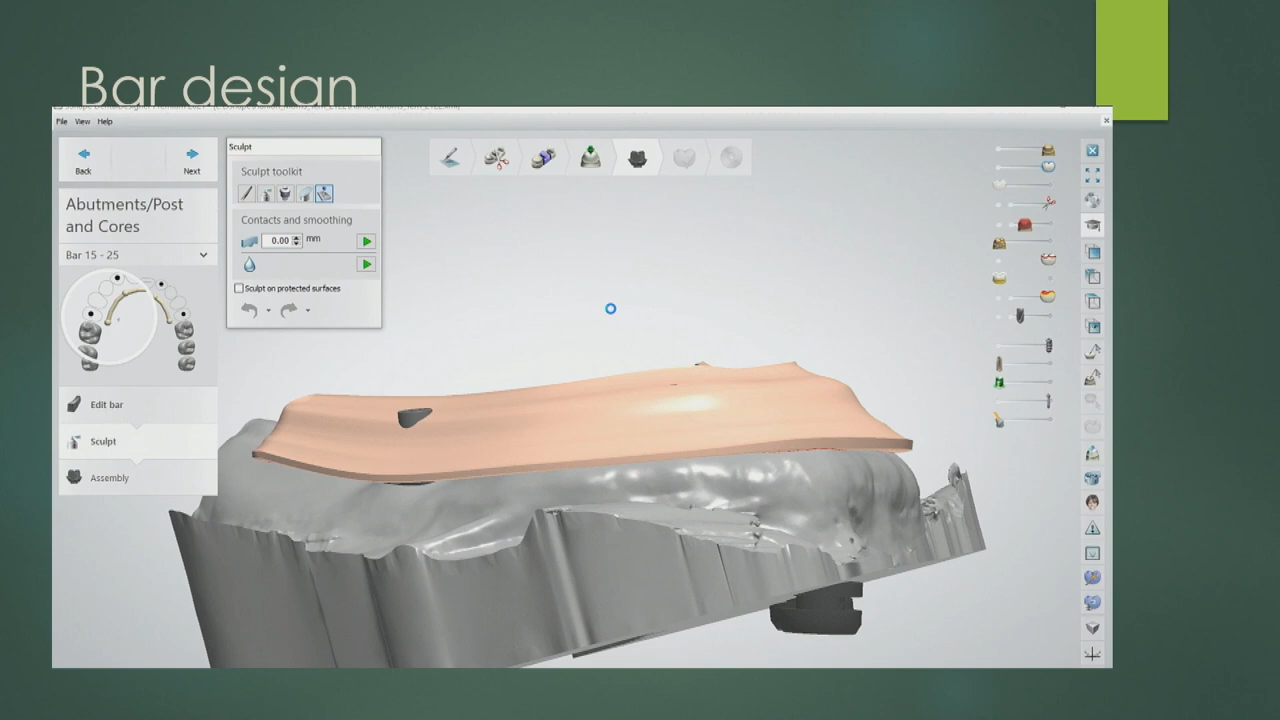 Bar design
File View Help
Back
Next
Sculpt
Sculpt toolkit
Abutments/Post
and Cores
Contacts and smoothing
0.00 mm
Bar 15 - 25
Sculpt on protected surfaces
Edit bar
Sculpt
Assembly